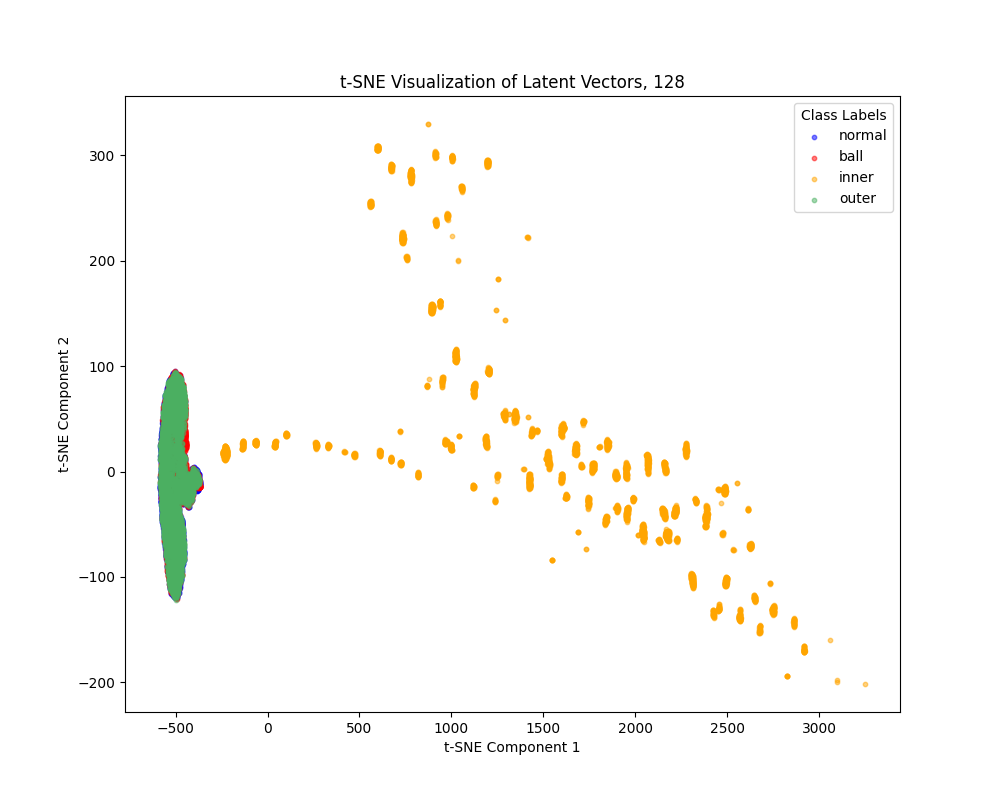 t-SNE Visualization of Latent Vectors, 128
Class Labels
normal
ball
inner
outer
300
200
100
0
−100
−200
t-SNE Component 2
−500
0
500
1000
1500
2000
2500
3000
t-SNE Component 1